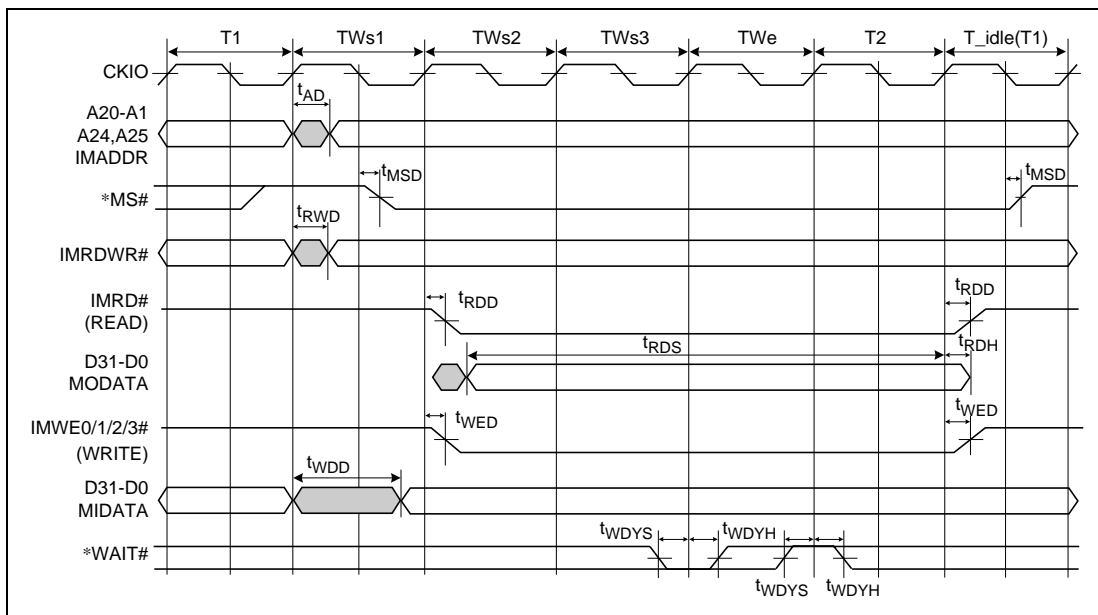 T1 TWs1 TWs2 TWs3 TWe T2 T_idle(T1)
CKIO
tAD
A20-A1
A24,A25
IMADDR
tMSD tMSD
*MS#
tRWD
IMRDWR#
IMRD#
(READ)
tRDD tRDD
tRDS tRDH
D31-D0
MODATA
IMWE0/1/2/3#
(WRITE)
tWED tWED
tWDD
D31-D0
MIDATA
tWDYS tWDYH
*WAIT#
tWDYS tWDYH